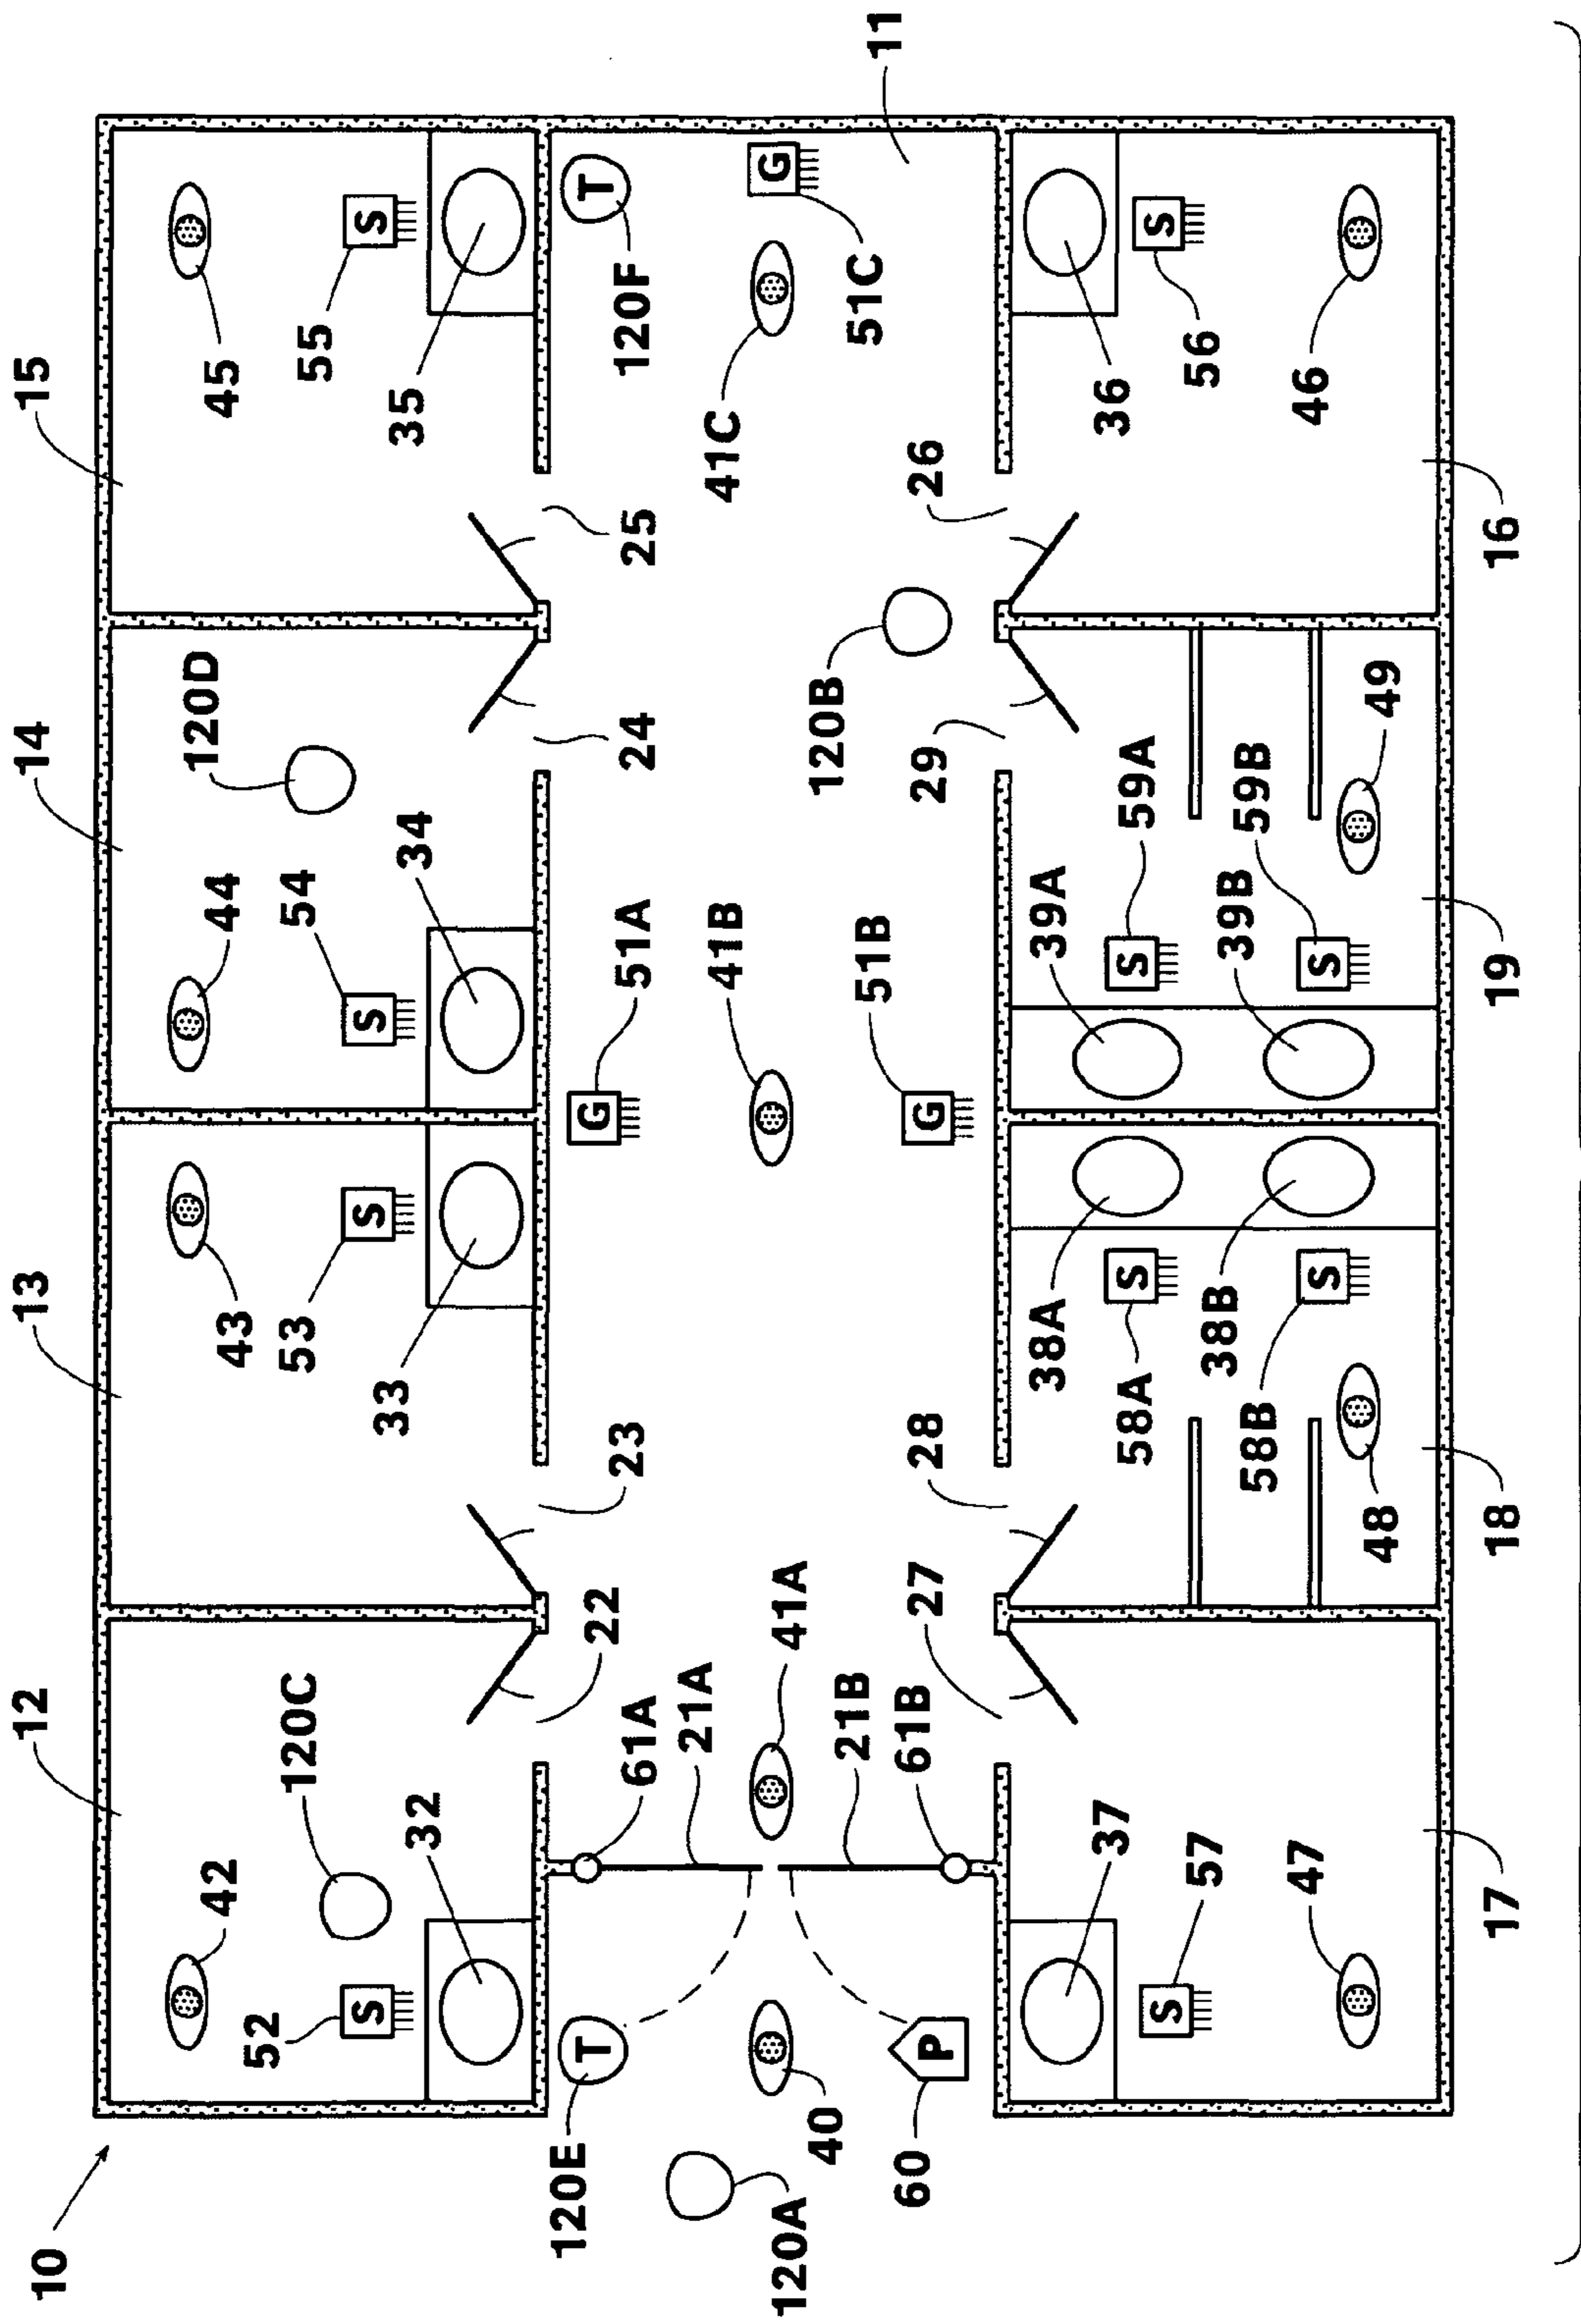 10
12
13
14
15
42
43
44
120D
45
52
120C
53
54
55
S
S
S
S
S
32
33
34
35
120E
T
22
61A
23
G
51A
24
25
120F
T
21A
41B
41C
G
120A
40
41A
21B
120B
51C
11
60
P
61B
27
28
G
51B
29
26
37
38A
39A
36
S
58A
S
S
59A
S
57
38B
39B
59B
56
58B
47
S
S
46
48
49
17
18
19
16